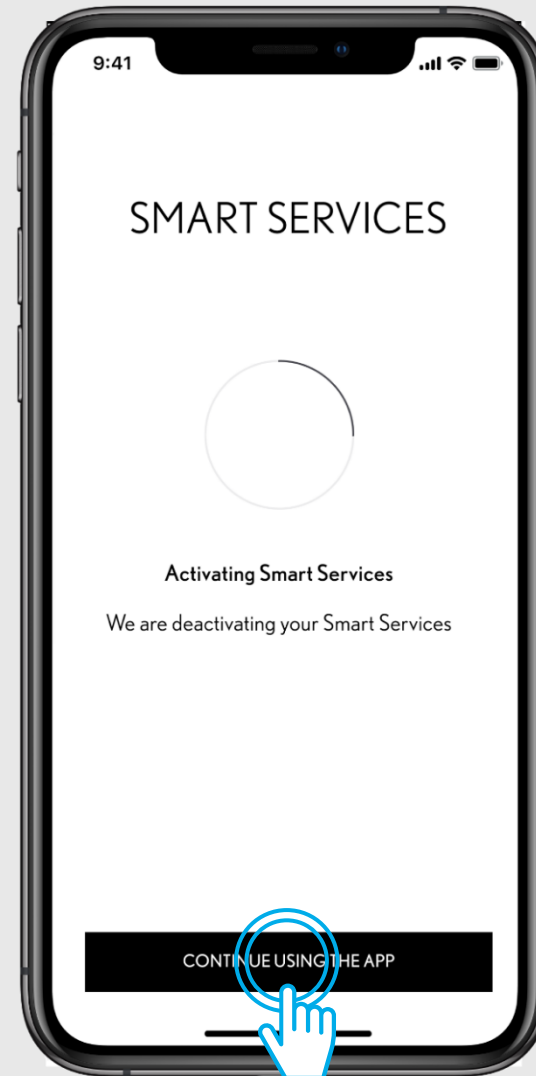 9:41
SMART SERVICES
Activating Smart Services
We are deactivating your Smart Services
CONTINUE USING THE APP